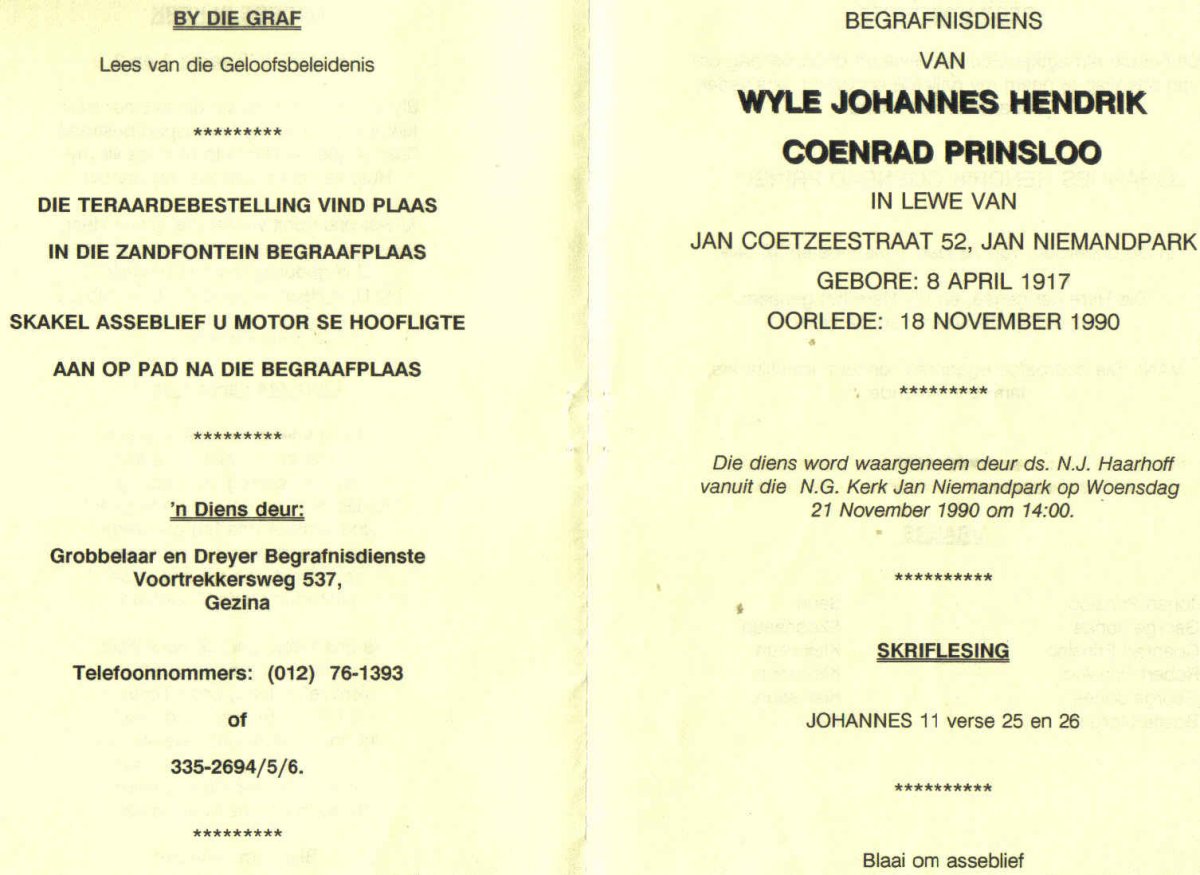 BY DIE GRAF
Lees van die Geloofsbeleidenis
*********
DIE TERAARDEBESTELLING VIND PLAAS
IN DIE ZANDFONTEIN BEGRAAFPLAAS
SKAKEL ASSEBLIEF U MOTOR SE HOOFLIGTE
AAN OP PAD NA DIE BEGRAAFPLAAS
*********
'n Diens deur:
Grobbelaar en Dreyer Begrafnisdienste
Voortrekkersweg 537,
Gezina
Telefoonnommers: (012) 76-1393
of
335-2694/5/6.
*********
BEGRAFNISDIENS
VAN
WYLE JOHANNES HENDRIK
COENRAD PRINSLOO
IN LEWE VAN
JAN COETZEESTRAAT 52, JAN NIEMANDPARK
GEBORE: 8 APRIL 1917
OORLEDE: 18 NOVEMBER 1990
*********
Die diens word waargeneem deur ds. N.J. Haarhoff
vanuit die N.G. Kerk Jan Niemandpark op Woensdag
21 November 1990 om 14:00.
**********
SKRIFLESING
JOHANNES 11 verse 25 en 26
**********
Blaai om asseblief